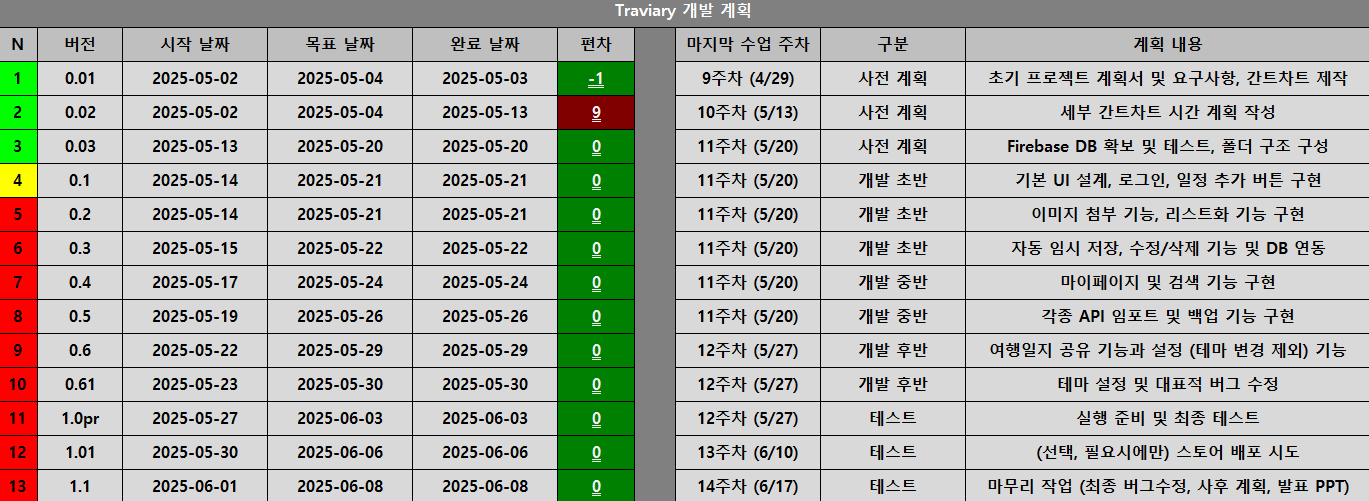 Traviary 개발 계획
N 버전 시작 날짜 목표 날짜 완료 날짜 편차 마지막 수업 주차 구분 계획 내용
1 0.01 2025-05-02 2025-05-04 2025-05-03 -1 9주차 (4/29) 사전 계획 초기 프로젝트 계획서 및 요구사항, 간트차트 제작
2 0.02 2025-05-02 2025-05-04 2025-05-13 9 10주차 (5/13) 사전 계획 세부 간트차트 시간 계획 작성
3 0.03 2025-05-13 2025-05-20 2025-05-20 0 11주차 (5/20) 사전 계획 Firebase DB 확보 및 테스트, 폴더 구조 구성
4 0.1 2025-05-14 2025-05-21 2025-05-21 0 11주차 (5/20) 개발 초반 기본 UI 설계, 로그인, 일정 추가 버튼 구현
5 0.2 2025-05-14 2025-05-21 2025-05-21 0 11주차 (5/20) 개발 초반 이미지 첨부 기능, 리스트화 기능 구현
6 0.3 2025-05-15 2025-05-22 2025-05-22 0 11주차 (5/20) 개발 초반 자동 임시 저장, 수정/삭제 기능 및 DB 연동
7 0.4 2025-05-17 2025-05-24 2025-05-24 0 11주차 (5/20) 개발 중반 마이페이지 및 검색 기능 구현
8 0.5 2025-05-19 2025-05-26 2025-05-26 0 11주차 (5/20) 개발 중반 각종 API 임포트 및 백업 기능 구현
9 0.6 2025-05-22 2025-05-29 2025-05-29 0 12주차 (5/27) 개발 후반 여행일지 공유 기능과 설정 (테마 변경 제외) 기능
10 0.61 2025-05-23 2025-05-30 2025-05-30 0 12주차 (5/27) 개발 후반 테마 설정 및 대표적 버그 수정
11 1.0pr 2025-05-27 2025-06-03 2025-06-03 0 12주차 (5/27) 테스트 실행 준비 및 최종 테스트
12 1.01 2025-05-30 2025-06-06 2025-06-06 0 13주차 (6/10) 테스트 (선택, 필요시에만) 스토어 배포 시도
13 1.1 2025-06-01 2025-06-08 2025-06-08 0 14주차 (6/17) 테스트 마무리 작업 (최종 버그수정, 사후 계획, 발표 PPT)